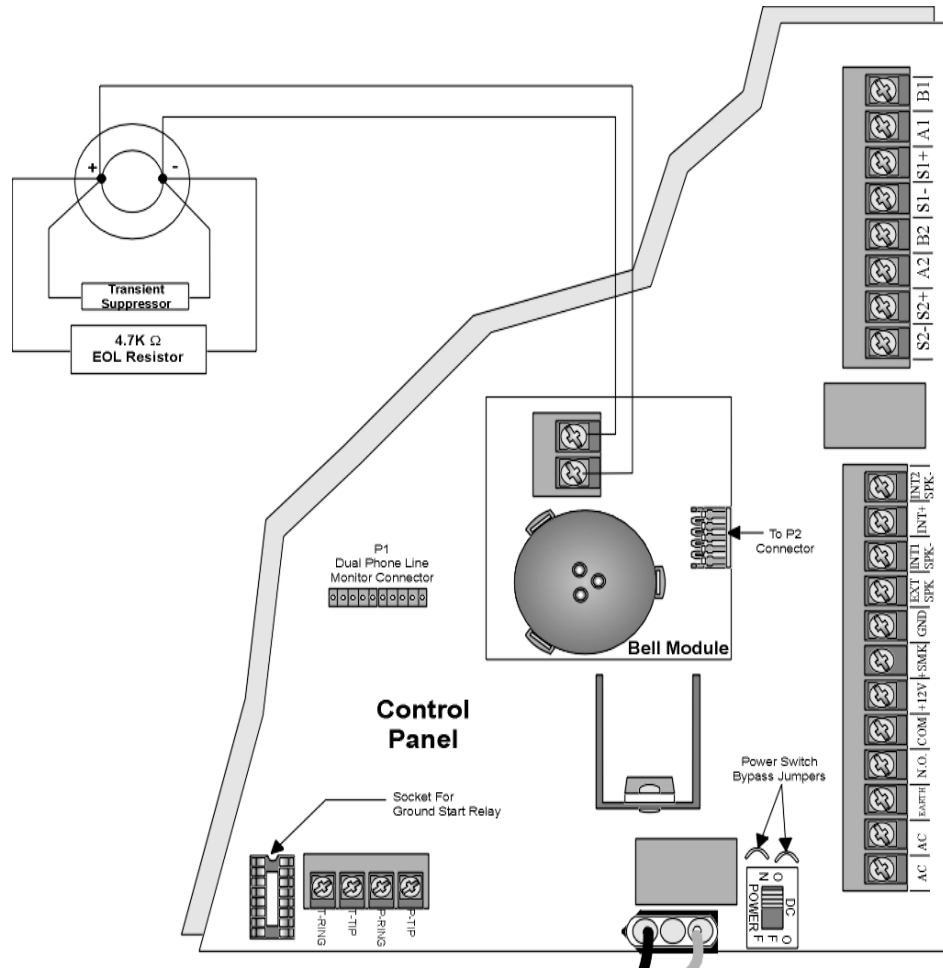 +
-
Transient
Suppressor
4.7K Ω
EOL Resistor
B1
A1
S1+
S1-
B2
A2
S2+
S2-
INT2
SPK-
INT+
INT1
SPK-
EXT
SPK
GND
+SMK
+12V
COM
N.O.
EARTH
AC
AC
To P2
Connector
P1
Dual Phone Line
Monitor Connector
Bell Module
Control
Panel
Power Switch
Bypass Jumpers
Socket For
Ground Start Relay
T-RING
T-TIP
P-RING
P-TIP
ON
DC
POWER
OFF